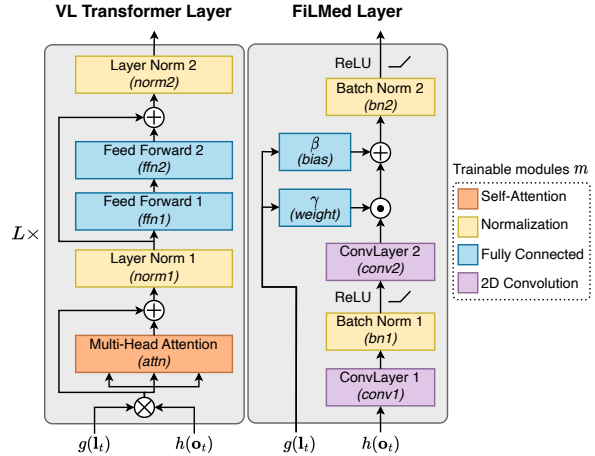 VL Transformer Layer
Layer Norm 2
(norm2)
Feed Forward 2
(ffn2)
Feed Forward 1
(ffn1)
L×
Layer Norm 1
(norm1)
Multi-Head Attention
(attn)
g(l_t)
h(o_t)
FiLMed Layer
ReLU
Batch Norm 2
(bn2)
β
(bias)
γ
(weight)
ConvLayer 2
(conv2)
ReLU
Batch Norm 1
(bn1)
ConvLayer 1
(conv1)
g(l_t)
h(o_t)
Trainable modules m
Self-Attention
Normalization
Fully Connected
2D Convolution